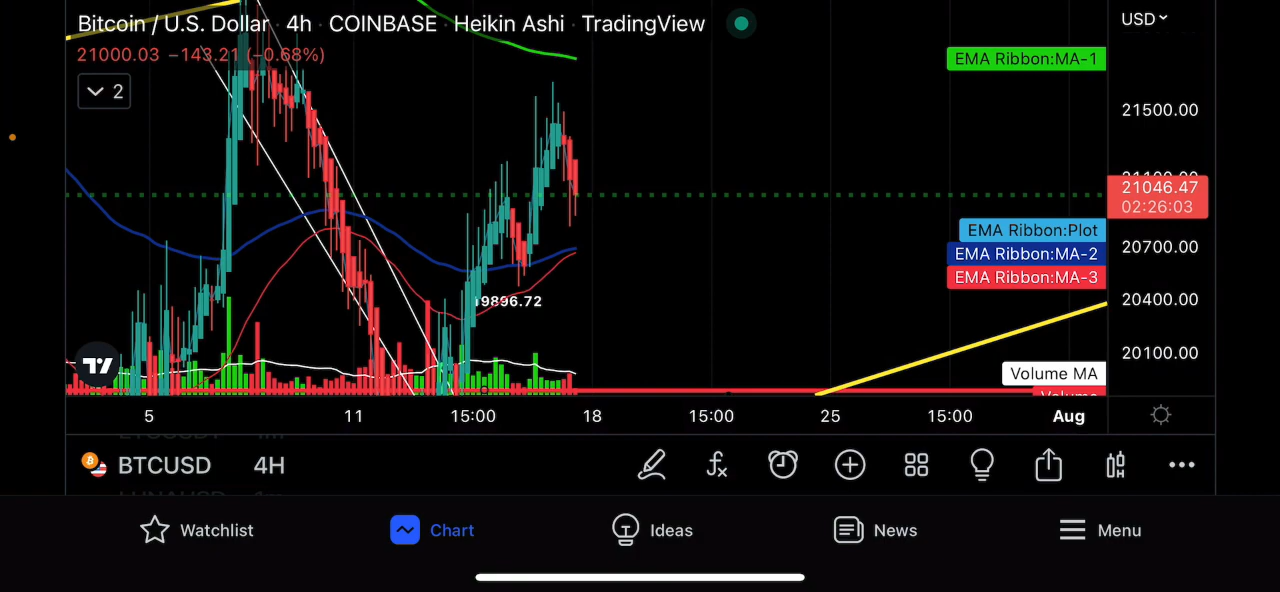 Bitcoin / U.S. Dollar · 4h · COINBASE · Heikin Ashi · TradingView
USD
21000.03 −143.21 (−0.68%)
EMA Ribbon:MA-1
2
21500.00
21046.47
02:26:03
EMA Ribbon:Plot
20700.00
EMA Ribbon:MA-2
EMA Ribbon:MA-3
19896.72
20400.00
20100.00
Volume MA
Volume
5 11 15:00 18 15:00 25 15:00 Aug
BTCUSD 4H
Watchlist Chart Ideas News Menu